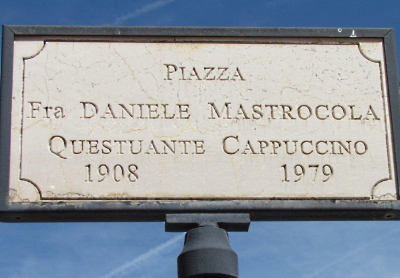 PIAZZA
Fra DANIELE MASTROCOLA
QUESTUANTE CAPPUCCINO
1908 1979